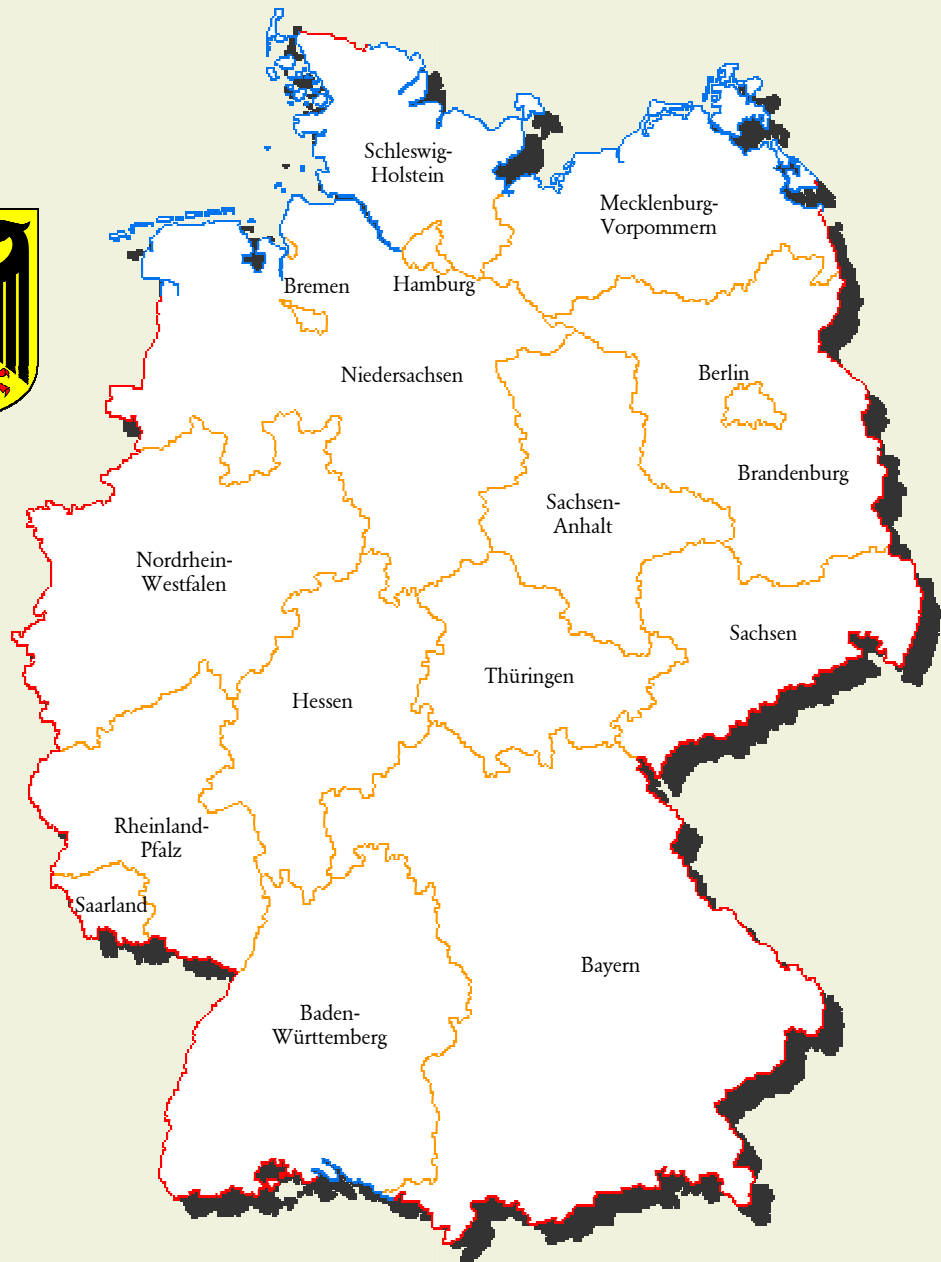 Schleswig-
Holstein
Mecklenburg-
Vorpommern
Bremen
Hamburg
Niedersachsen
Berlin
Brandenburg
Sachsen-
Anhalt
Nordrhein-
Westfalen
Sachsen
Thüringen
Hessen
Rheinland-
Pfalz
Saarland
Bayern
Baden-
Württemberg